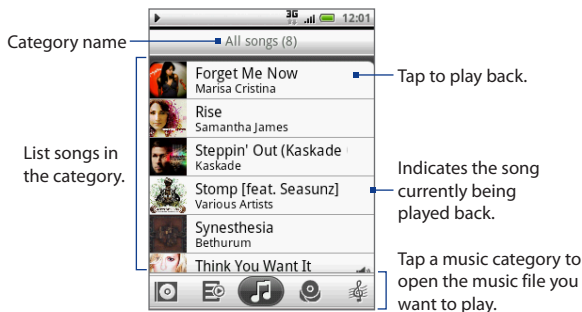 3G 12:01
Category name
All songs (8)
Forget Me Now
Marisa Cristina
Tap to play back.
Rise
Samantha James
List songs in
the category.
Steppin' Out (Kaskade
Kaskade
Stomp [feat. Seasunz]
Various Artists
Indicates the song
currently being
played back.
Synesthesia
Bethurum
Think You Want It
Tap a music category to
open the music file you
want to play.